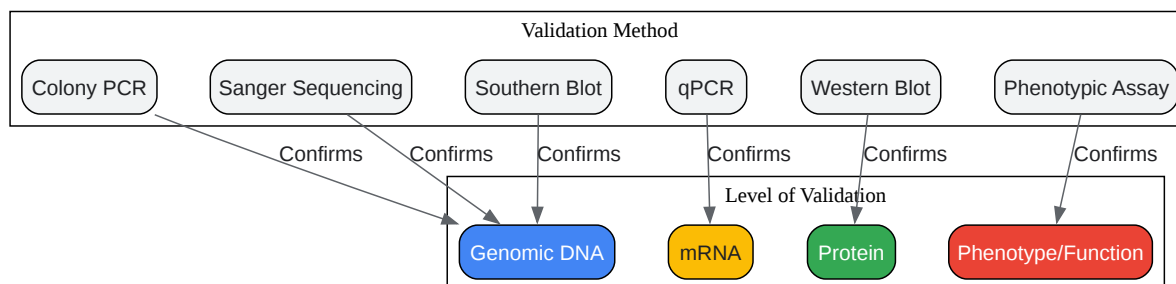 Validation Method
Colony PCR
Sanger Sequencing
Southern Blot
qPCR
Western Blot
Phenotypic Assay
Confirms
Confirms
Confirms
Confirms
Confirms
Confirms
Level of Validation
Genomic DNA
mRNA
Protein
Phenotype/Function